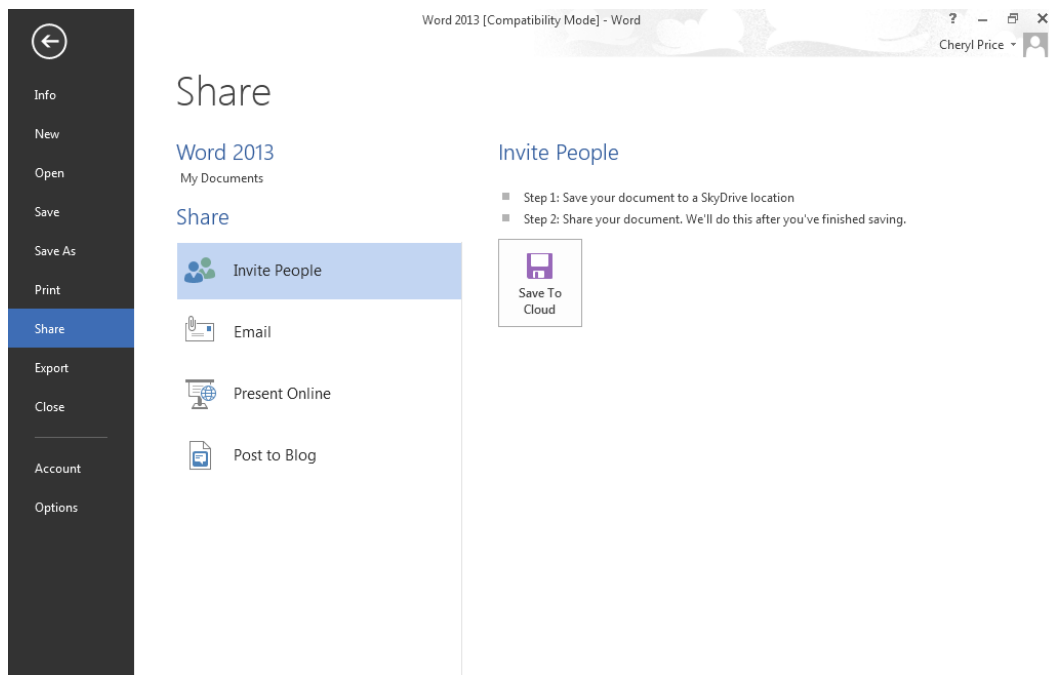 Word 2013 [Compatibility Mode] - Word
?
Cheryl Price
Info
New
Open
Save
Save As
Print
Share
Export
Close
Account
Options
Share
Word 2013
My Documents
Share
Invite People
Email
Present Online
Post to Blog
Invite People
Step 1: Save your document to a SkyDrive location
Step 2: Share your document. We'll do this after you've finished saving.
Save To
Cloud